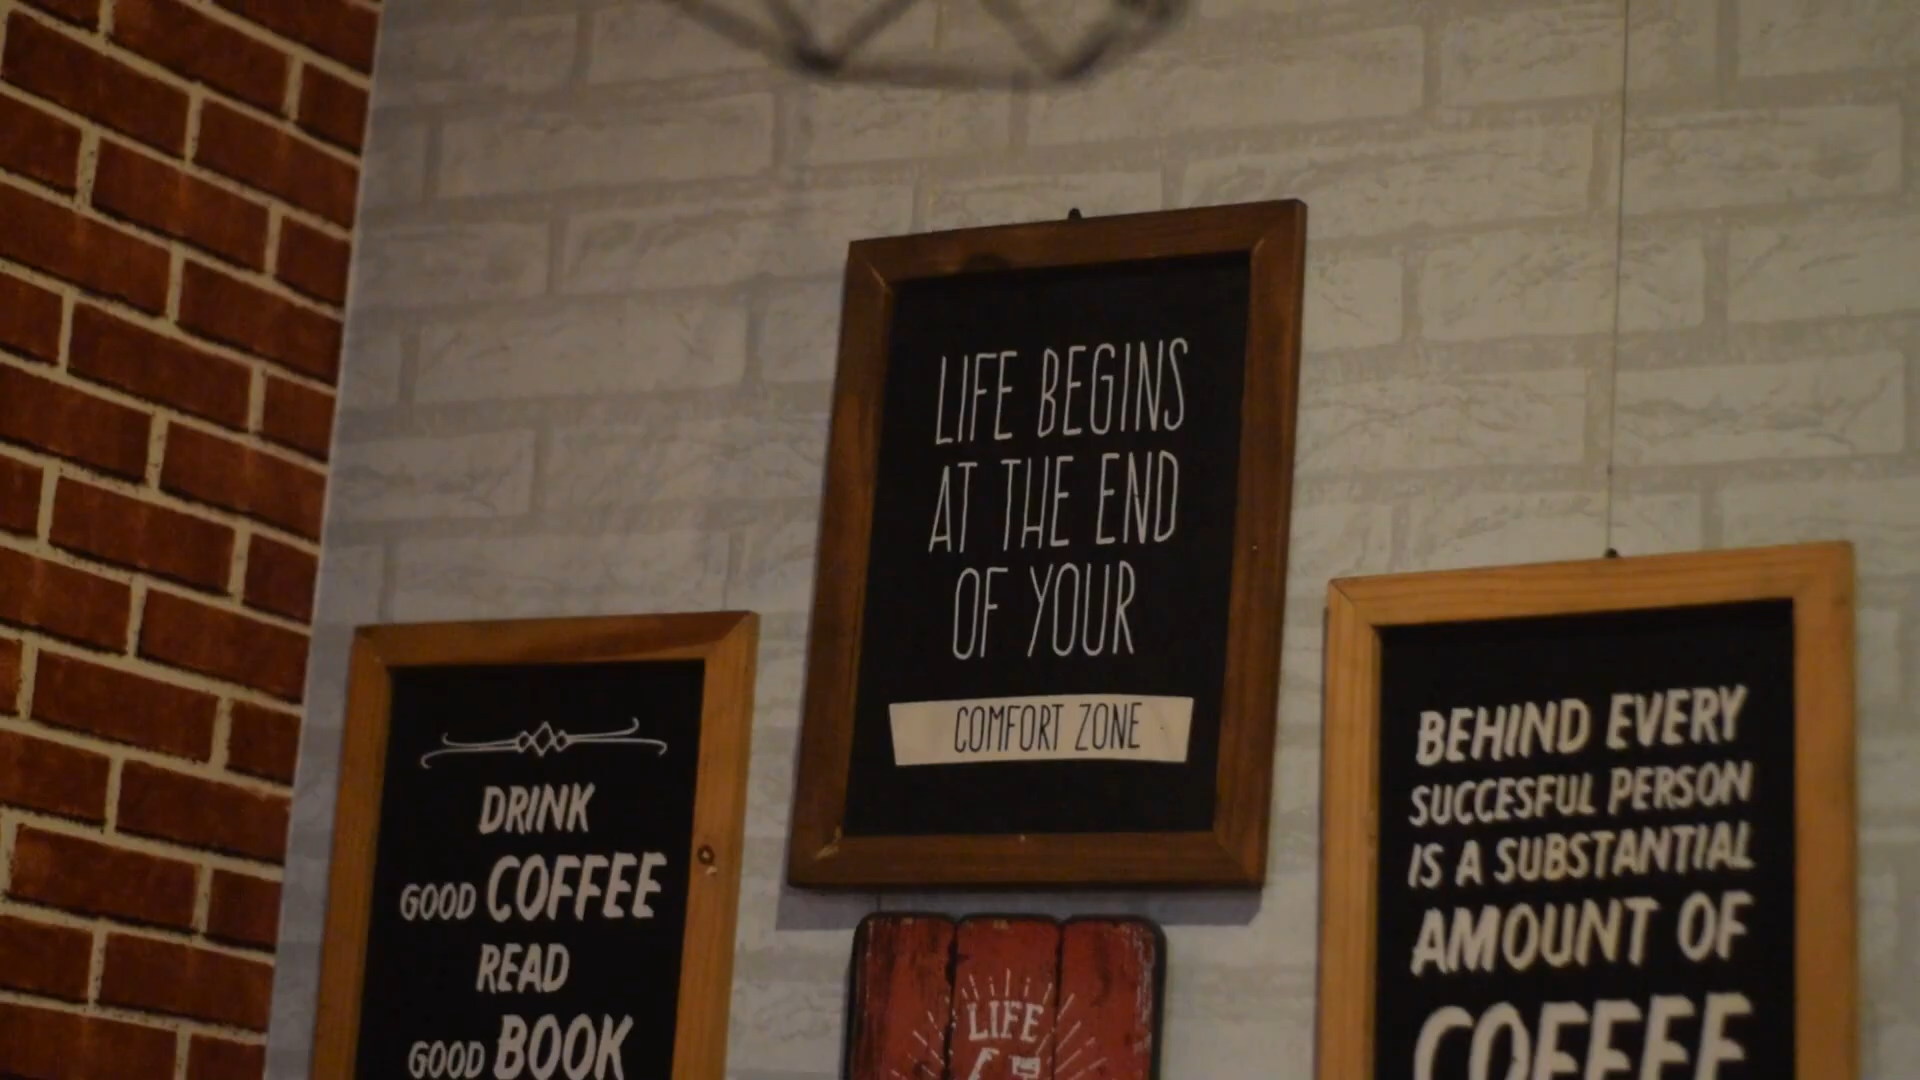 LIFE BEGINS
AT THE END
OF YOUR
COMFORT ZONE
DRINK
GOOD COFFEE
READ
GOOD BOOK
LIFE
BEHIND EVERY
SUCCESFUL PERSON
IS A SUBSTANTIAL
AMOUNT OF
COFFEE